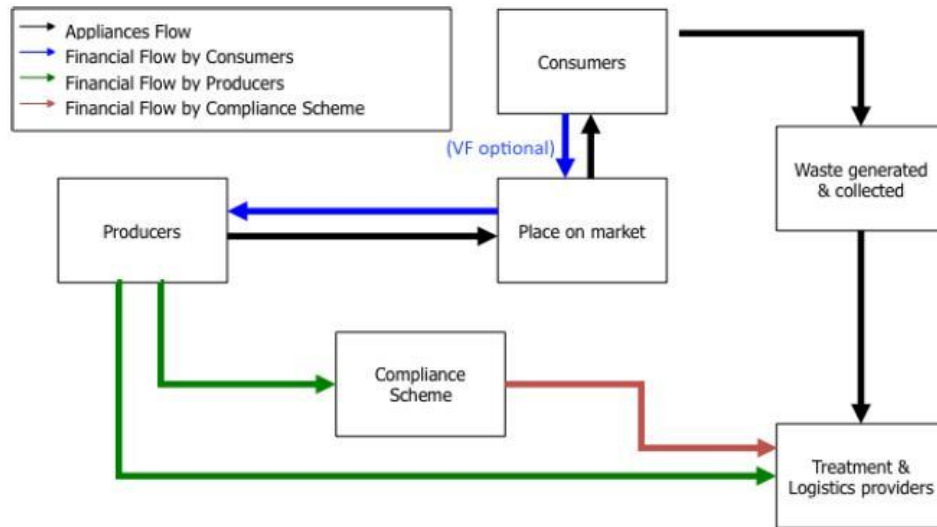 Appliances Flow
Financial Flow by Consumers
Financial Flow by Producers
Financial Flow by Compliance Scheme
Consumers
(VF optional)
Waste generated
& collected
Producers
Place on market
Compliance
Scheme
Treatment &
Logistics providers